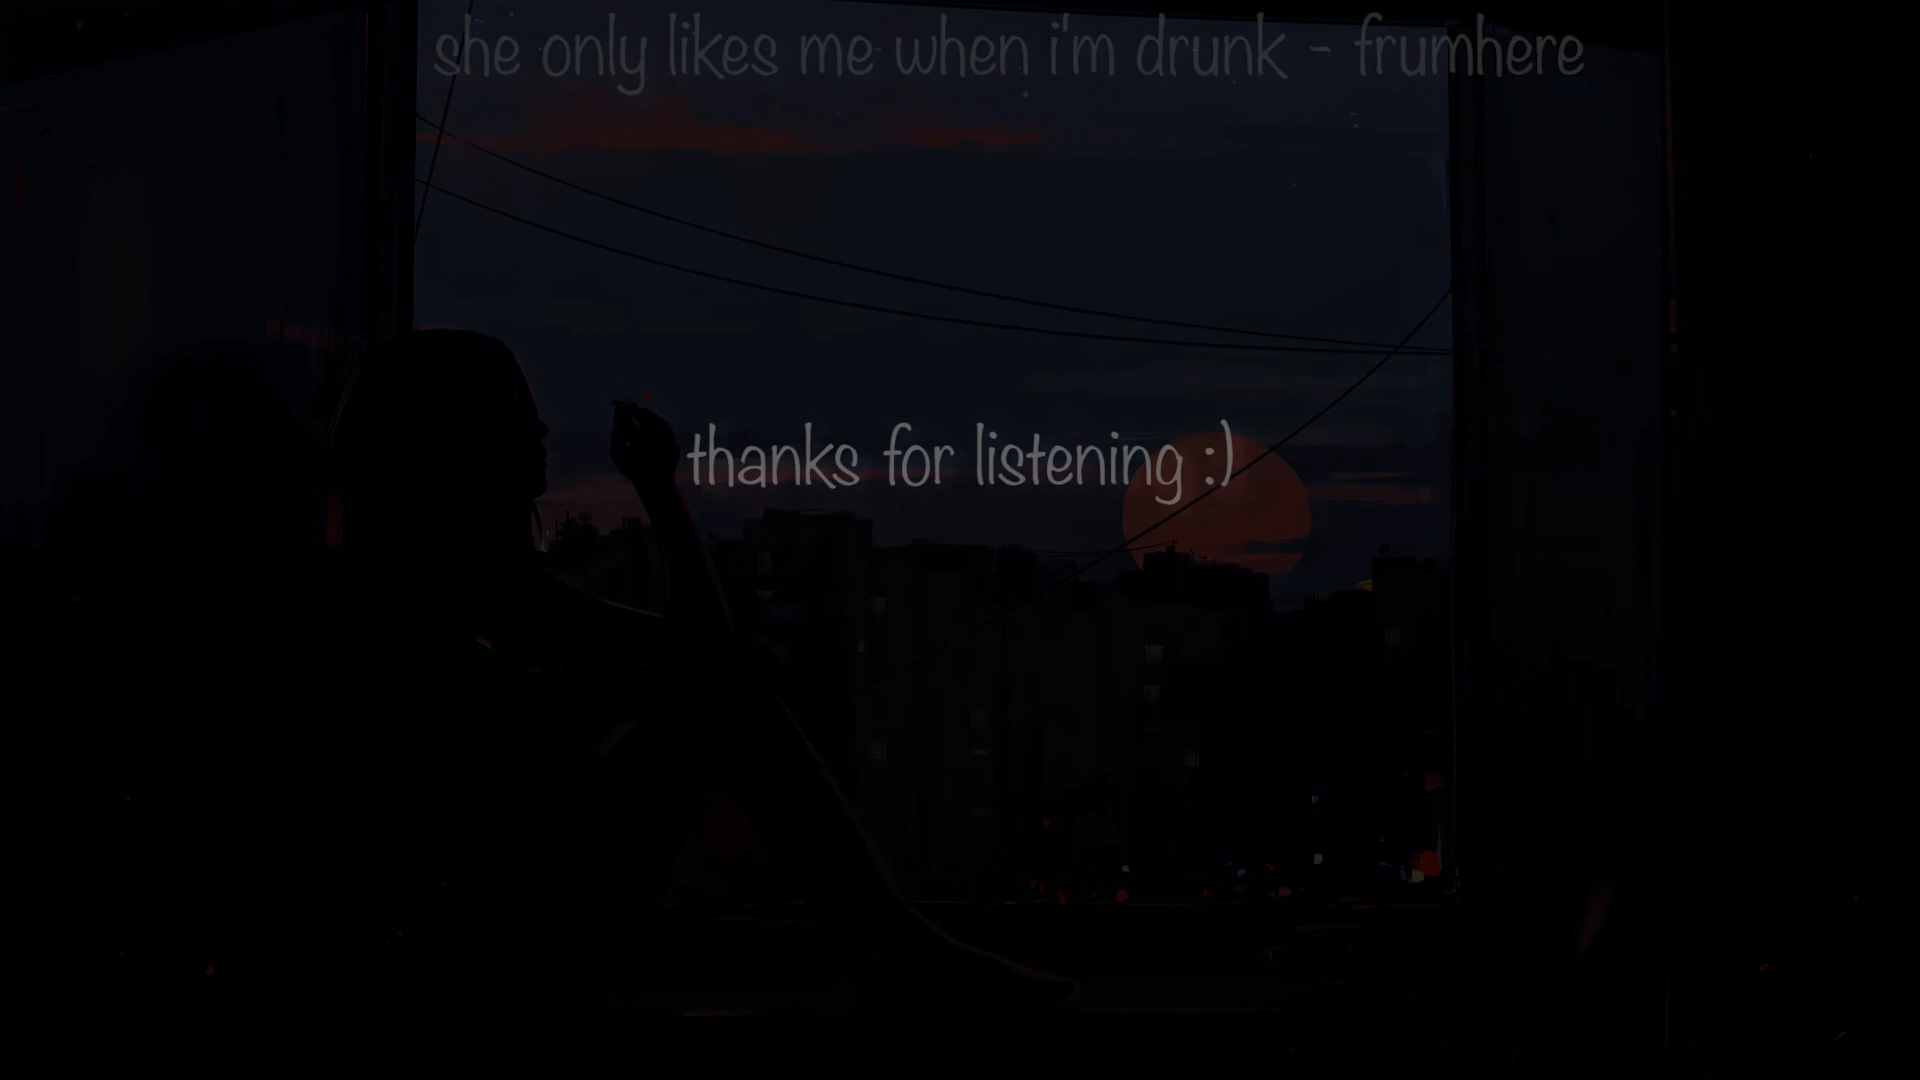 she only likes me when i'm drunk - frumhere
thanks for listening :)